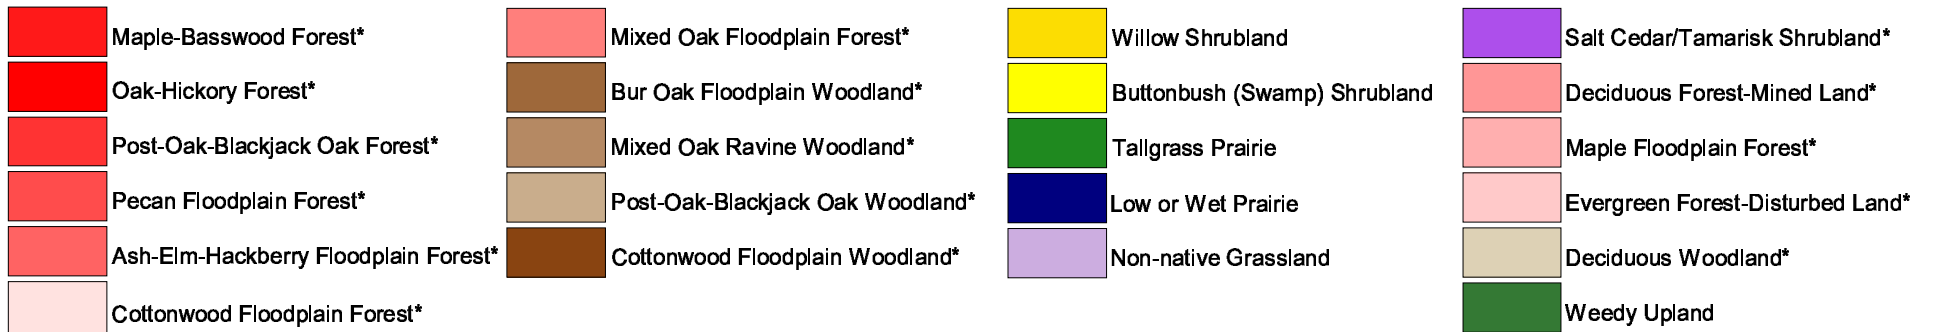 Maple-Basswood Forest*
Oak-Hickory Forest*
Post-Oak-Blackjack Oak Forest*
Pecan Floodplain Forest*
Ash-Elm-Hackberry Floodplain Forest*
Cottonwood Floodplain Forest*
Mixed Oak Floodplain Forest*
Bur Oak Floodplain Woodland*
Mixed Oak Ravine Woodland*
Post-Oak-Blackjack Oak Woodland*
Cottonwood Floodplain Woodland*
Willow Shrubland
Buttonbush (Swamp) Shrubland
Tallgrass Prairie
Low or Wet Prairie
Non-native Grassland
Salt Cedar/Tamarisk Shrubland*
Deciduous Forest-Mined Land*
Maple Floodplain Forest*
Evergreen Forest-Disturbed Land*
Deciduous Woodland*
Weedy Upland